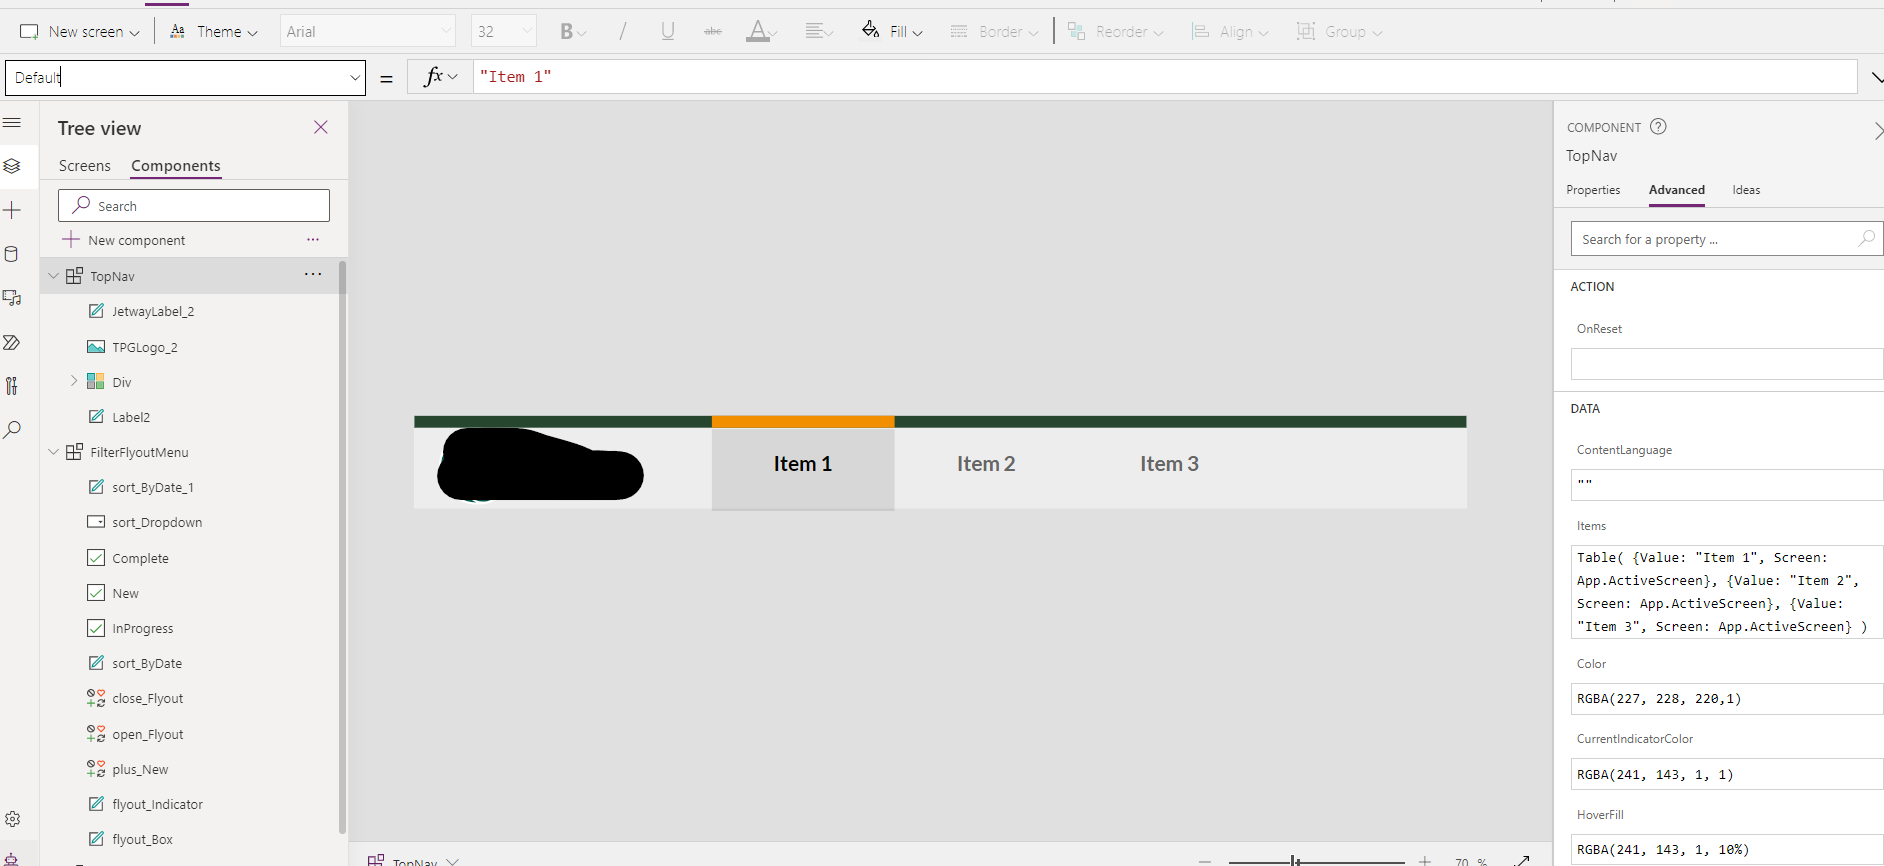 New screen
Theme
Arial
32
B
/
U
abc
A
Fill
Border
Reorder
Align
Group
Default
=
fx
"Item 1"
Tree view
Screens
Components
Search
New component
...
TopNav
...
JetwayLabel_2
TPGLogo_2
Div
Label2
FilterFlyoutMenu
sort_ByDate_1
sort_Dropdown
Complete
New
InProgress
sort_ByDate
close_Flyout
open_Flyout
plus_New
flyout_Indicator
flyout_Box
Item 1
Item 2
Item 3
TopNav
70 %
COMPONENT
TopNav
Properties
Advanced
Ideas
Search for a property ...
ACTION
OnReset
DATA
ContentLanguage
""
Items
Table( {Value: "Item 1", Screen:
App.ActiveScreen}, {Value: "Item 2",
Screen: App.ActiveScreen}, {Value:
"Item 3", Screen: App.ActiveScreen} )
Color
RGBA(227, 228, 220,1)
CurrentIndicatorColor
RGBA(241, 143, 1, 1)
HoverFill
RGBA(241, 143, 1, 10%)